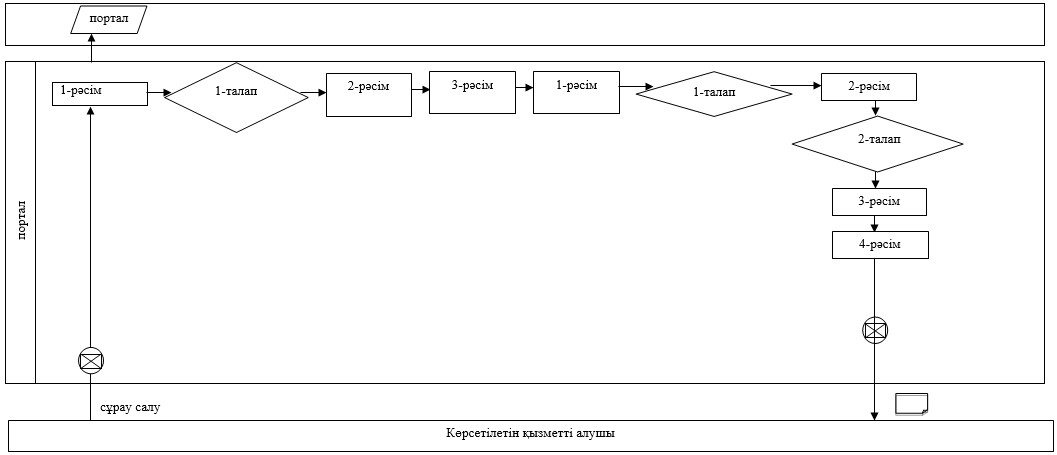 портал
портал
1-рәсім
1-талап
2-рәсім
3-рәсім
1-рәсім
1-талап
2-рәсім
2-талап
3-рәсім
4-рәсім
сұрау салу
Көрсетілетін қызметті алушы